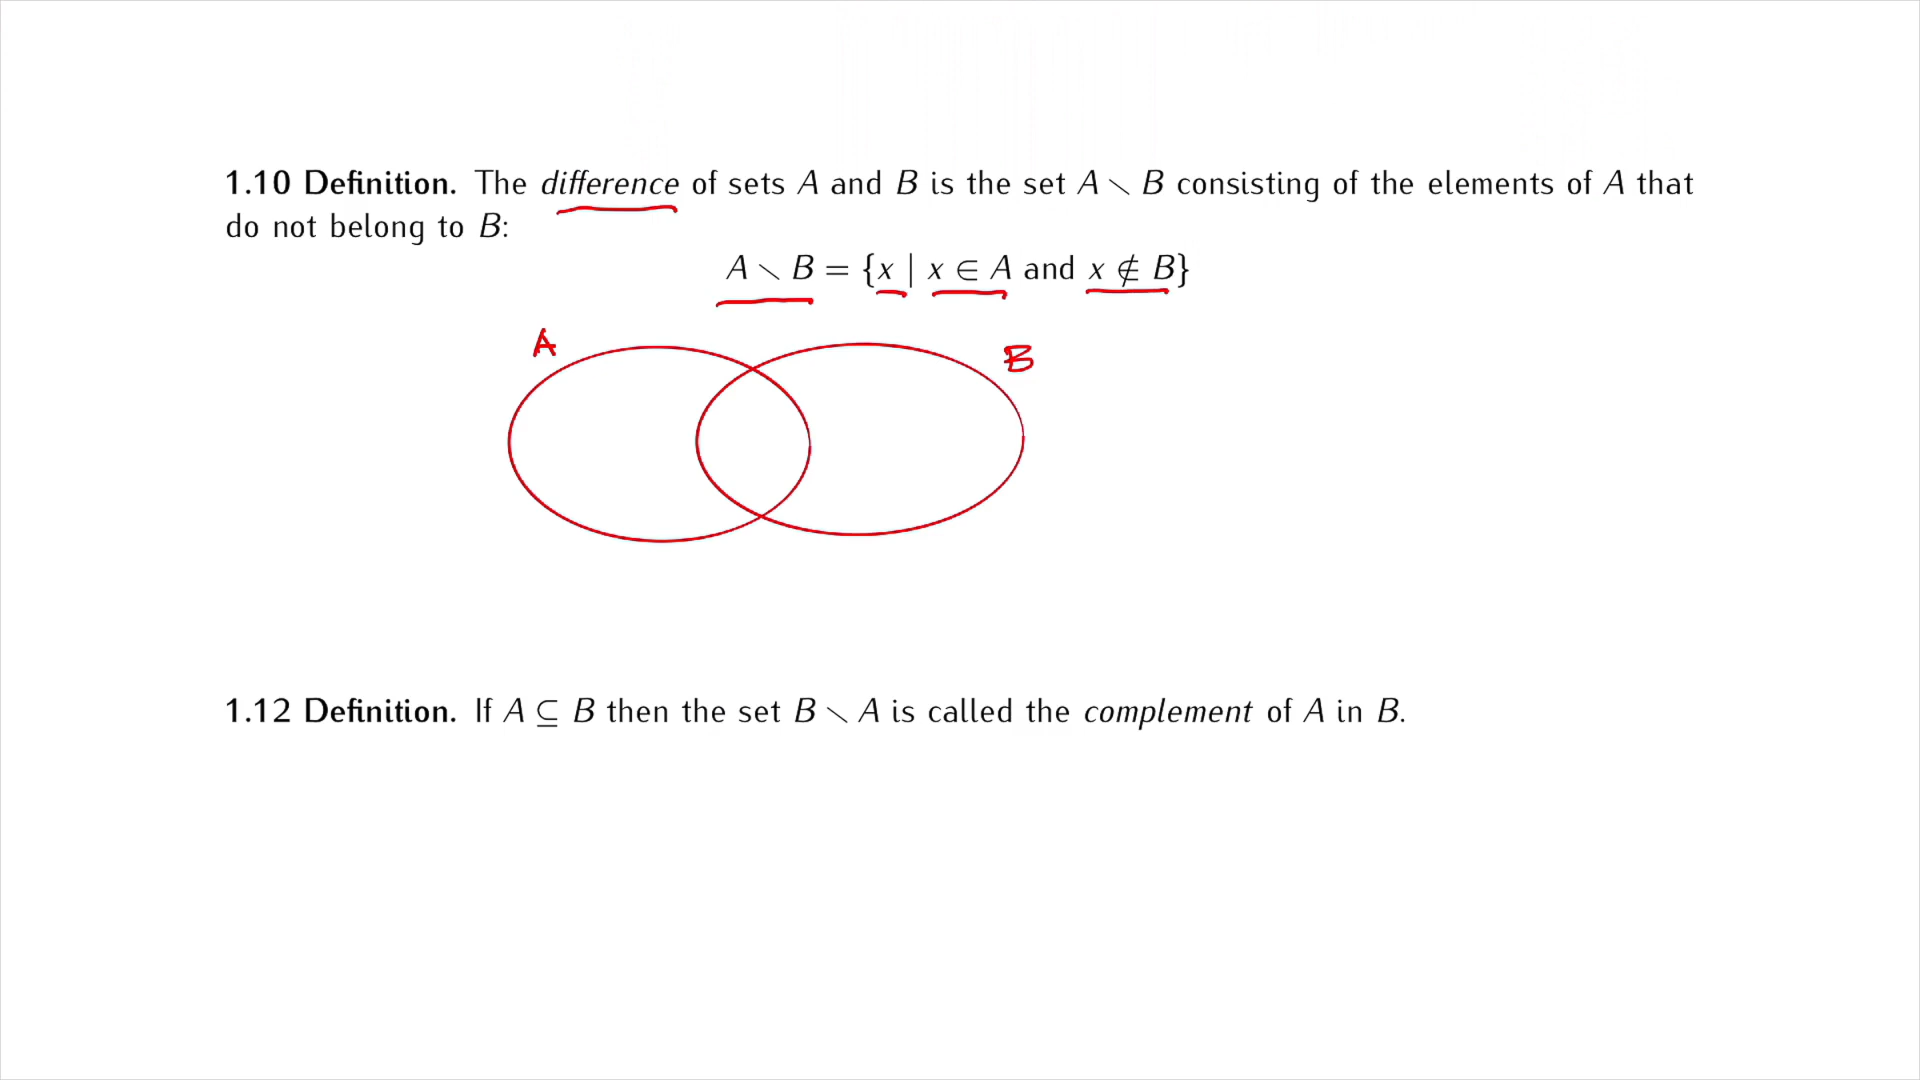 1.10 Definition. The difference of sets A and B is the set A ∖ B consisting of the elements of A that
do not belong to B:
A ∖ B = {x | x ∈ A and x ∉ B}
A
B
1.12 Definition. If A ⊆ B then the set B ∖ A is called the complement of A in B.